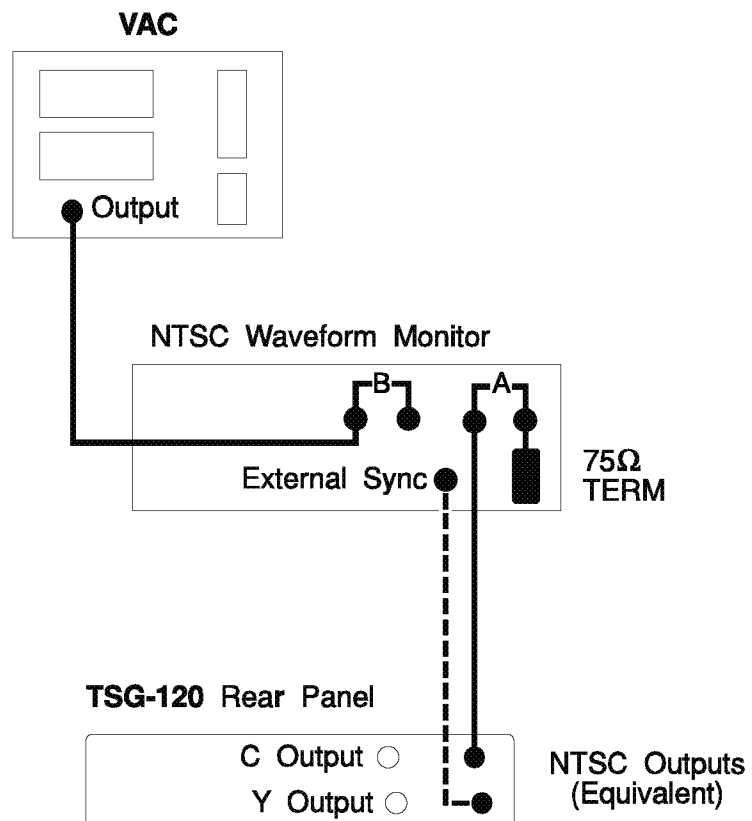 VAC
Output
NTSC Waveform Monitor
B
A
External Sync
75Ω
TERM
TSG-120 Rear Panel
C Output
Y Output
NTSC Outputs
(Equivalent)